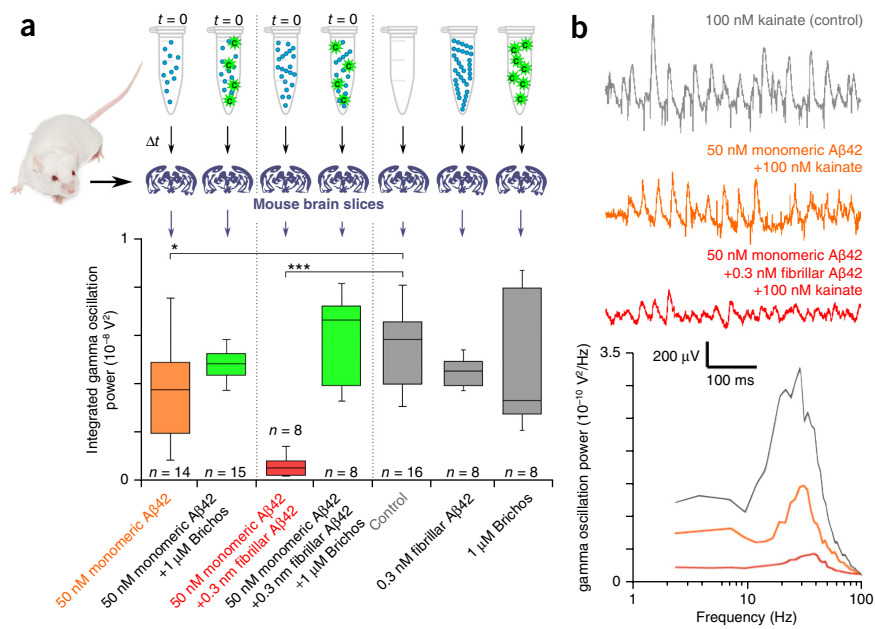 a
t = 0
t = 0
t = 0
t = 0
t = 0
t = 0
t = 0
C
C
C
C
C
C
C
C
C
C
C
C
C
Δt
Mouse brain slices
1
*
***
Integrated gamma oscillation
power (10⁻⁸ V²)
0
n = 14
n = 15
n = 8
n = 8
n = 16
n = 8
n = 8
50 nM monomeric Aβ42
50 nM monomeric Aβ42
+1 μM Brichos
50 nM monomeric Aβ42
+0.3 nm fibrillar Aβ42
50 nM monomeric Aβ42
+0.3 nm fibrillar Aβ42
+1 μM Brichos
Control
0.3 nM fibrillar Aβ42
1 μM Brichos
b
100 nM kainate (control)
50 nM monomeric Aβ42
+100 nM kainate
50 nM monomeric Aβ42
+0.3 nM fibrillar Aβ42
+100 nM kainate
200 μV
100 ms
3.5
gamma oscillation power (10⁻¹⁰ V²/Hz)
0
1
10
100
Frequency (Hz)